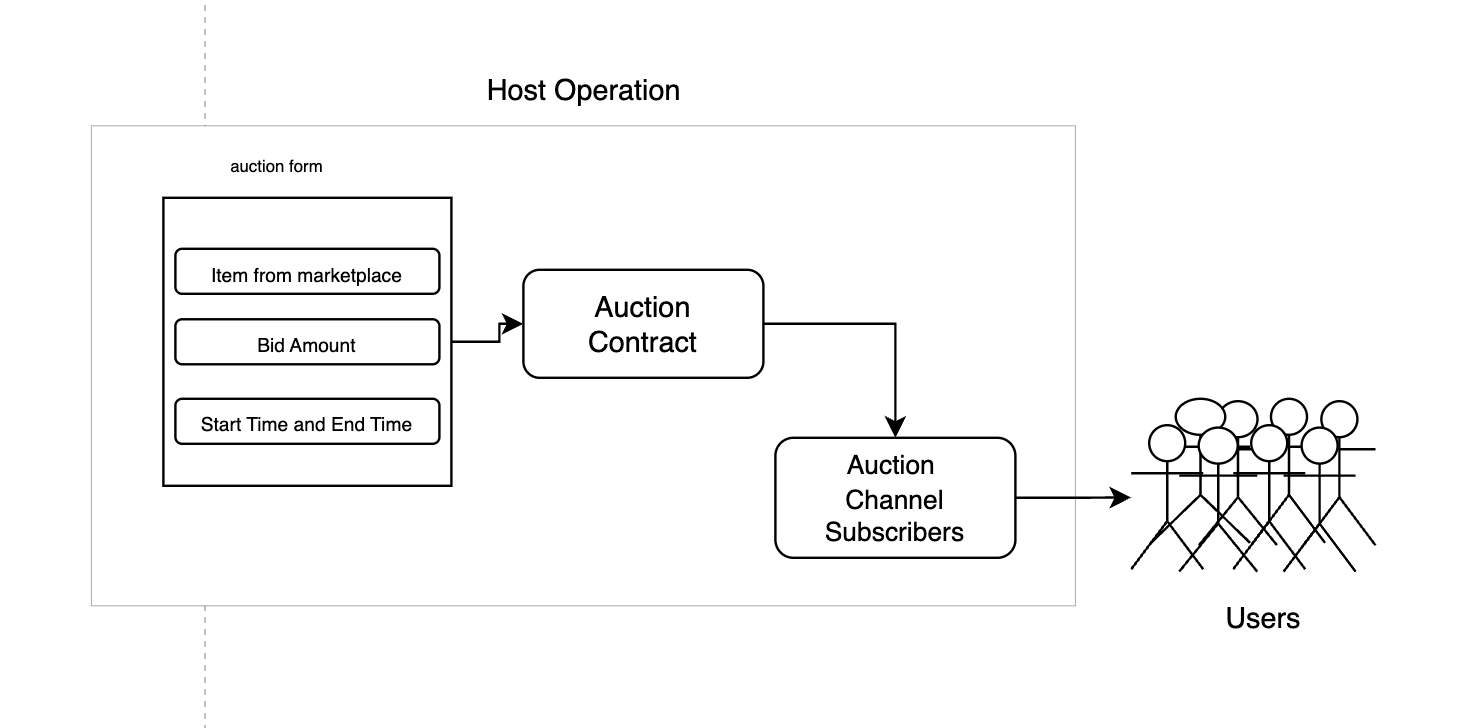 Host Operation
auction form
Item from marketplace
Bid Amount
Start Time and End Time
Auction
Contract
Auction
Channel
Subscribers
Users